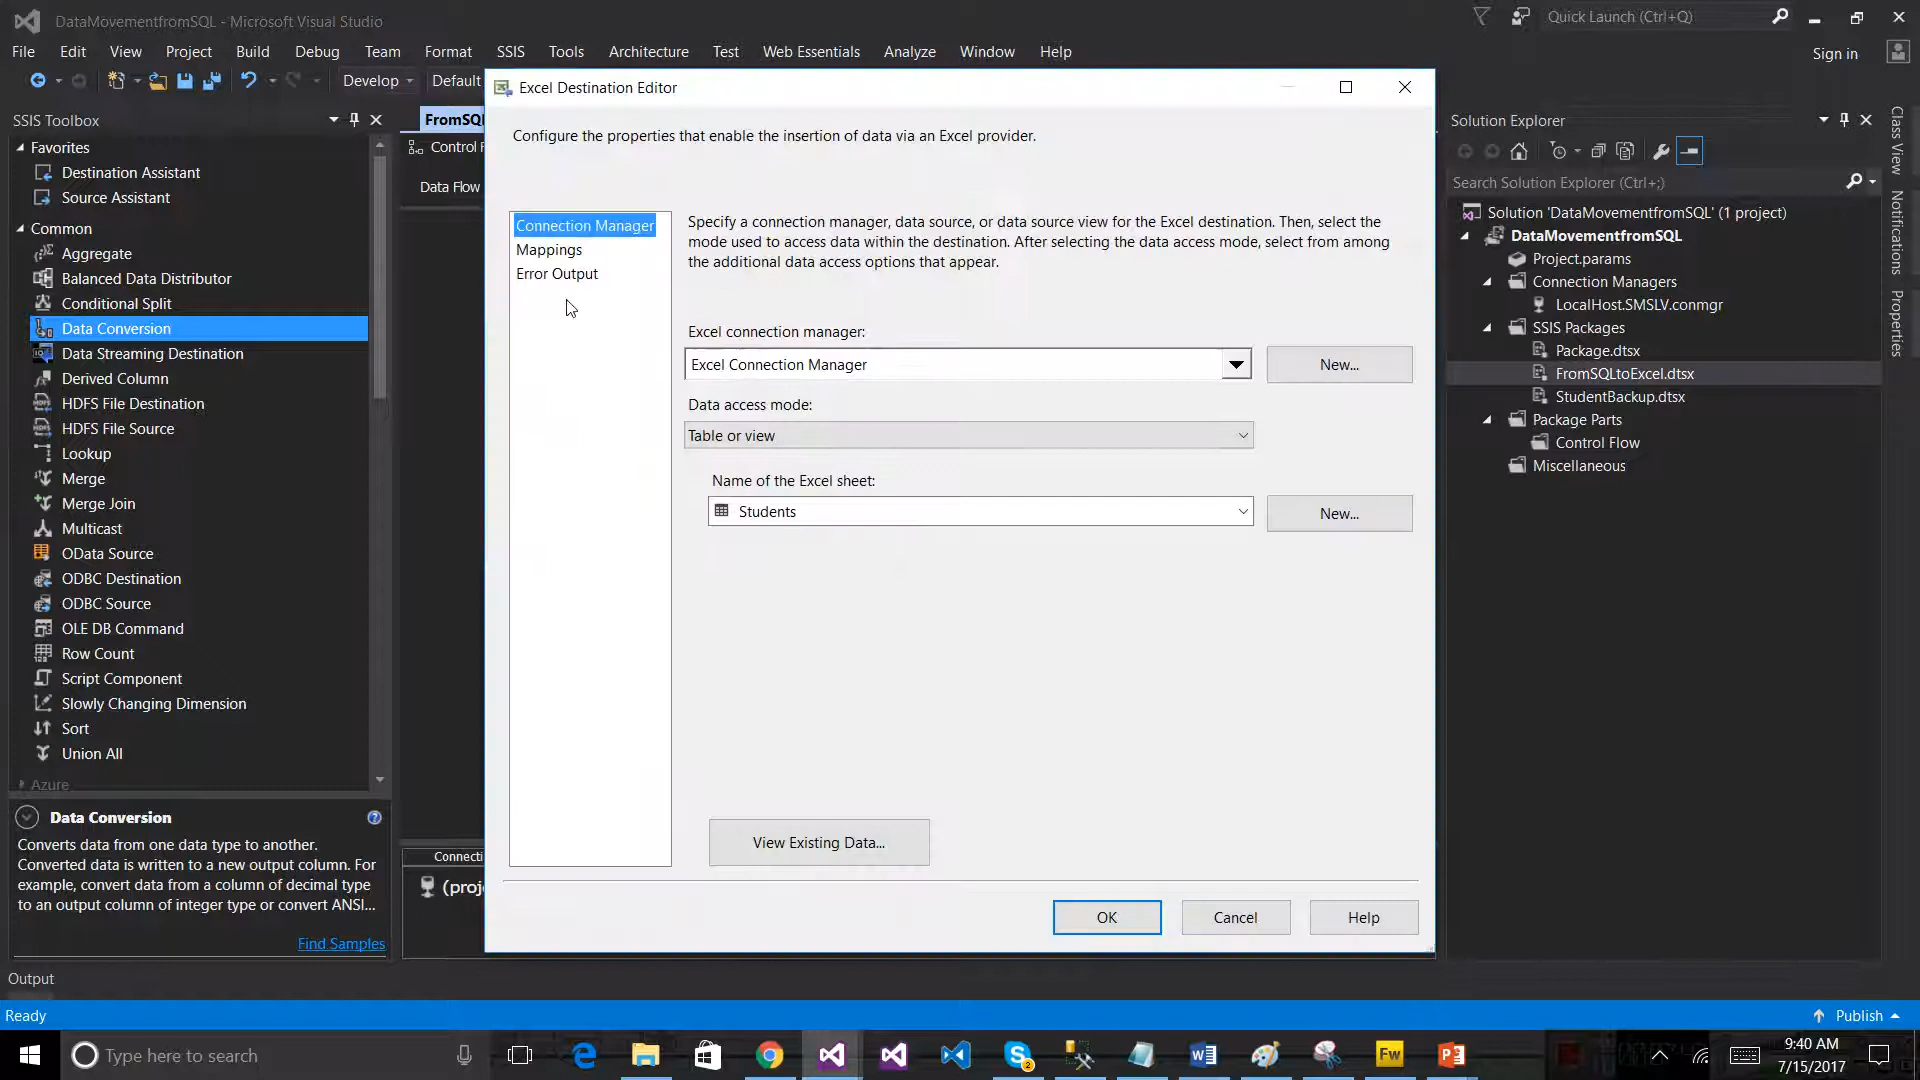 DataMovementfromSQL - Microsoft Visual Studio
Quick Launch (Ctrl+Q)
File Edit View Project Build Debug Team Format SSIS Tools Architecture Test Web Essentials Analyze Window Help
Sign in
Develop
Default
SSIS Toolbox
Favorites
Destination Assistant
Source Assistant
Common
Aggregate
Balanced Data Distributor
Conditional Split
Data Conversion
Data Streaming Destination
Derived Column
HDFS File Destination
HDFS File Source
Lookup
Merge
Merge Join
Multicast
OData Source
ODBC Destination
ODBC Source
OLE DB Command
Row Count
Script Component
Slowly Changing Dimension
Sort
Union All
Azure
Data Conversion
Converts data from one data type to another.
Converted data is written to a new output column. For
example, convert data from a column of decimal type
to an output column of integer type or convert ANSI...
Find Samples
Output
Ready
FromSQL
Control F
Data Flow
Connecti
(proj
Excel Destination Editor
Configure the properties that enable the insertion of data via an Excel provider.
Connection Manager
Mappings
Error Output
Specify a connection manager, data source, or data source view for the Excel destination. Then, select the
mode used to access data within the destination. After selecting the data access mode, select from among
the additional data access options that appear.
Excel connection manager:
Excel Connection Manager
New...
Data access mode:
Table or view
Name of the Excel sheet:
Students
New...
View Existing Data...
OK
Cancel
Help
Solution Explorer
Search Solution Explorer (Ctrl+;)
Solution 'DataMovementfromSQL' (1 project)
DataMovementfromSQL
Project.params
Connection Managers
LocalHost.SMSLV.conmgr
SSIS Packages
Package.dtsx
FromSQLtoExcel.dtsx
StudentBackup.dtsx
Package Parts
Control Flow
Miscellaneous
Class View
Notifications
Properties
Publish
Type here to search
2
Fw
9:40 AM
7/15/2017